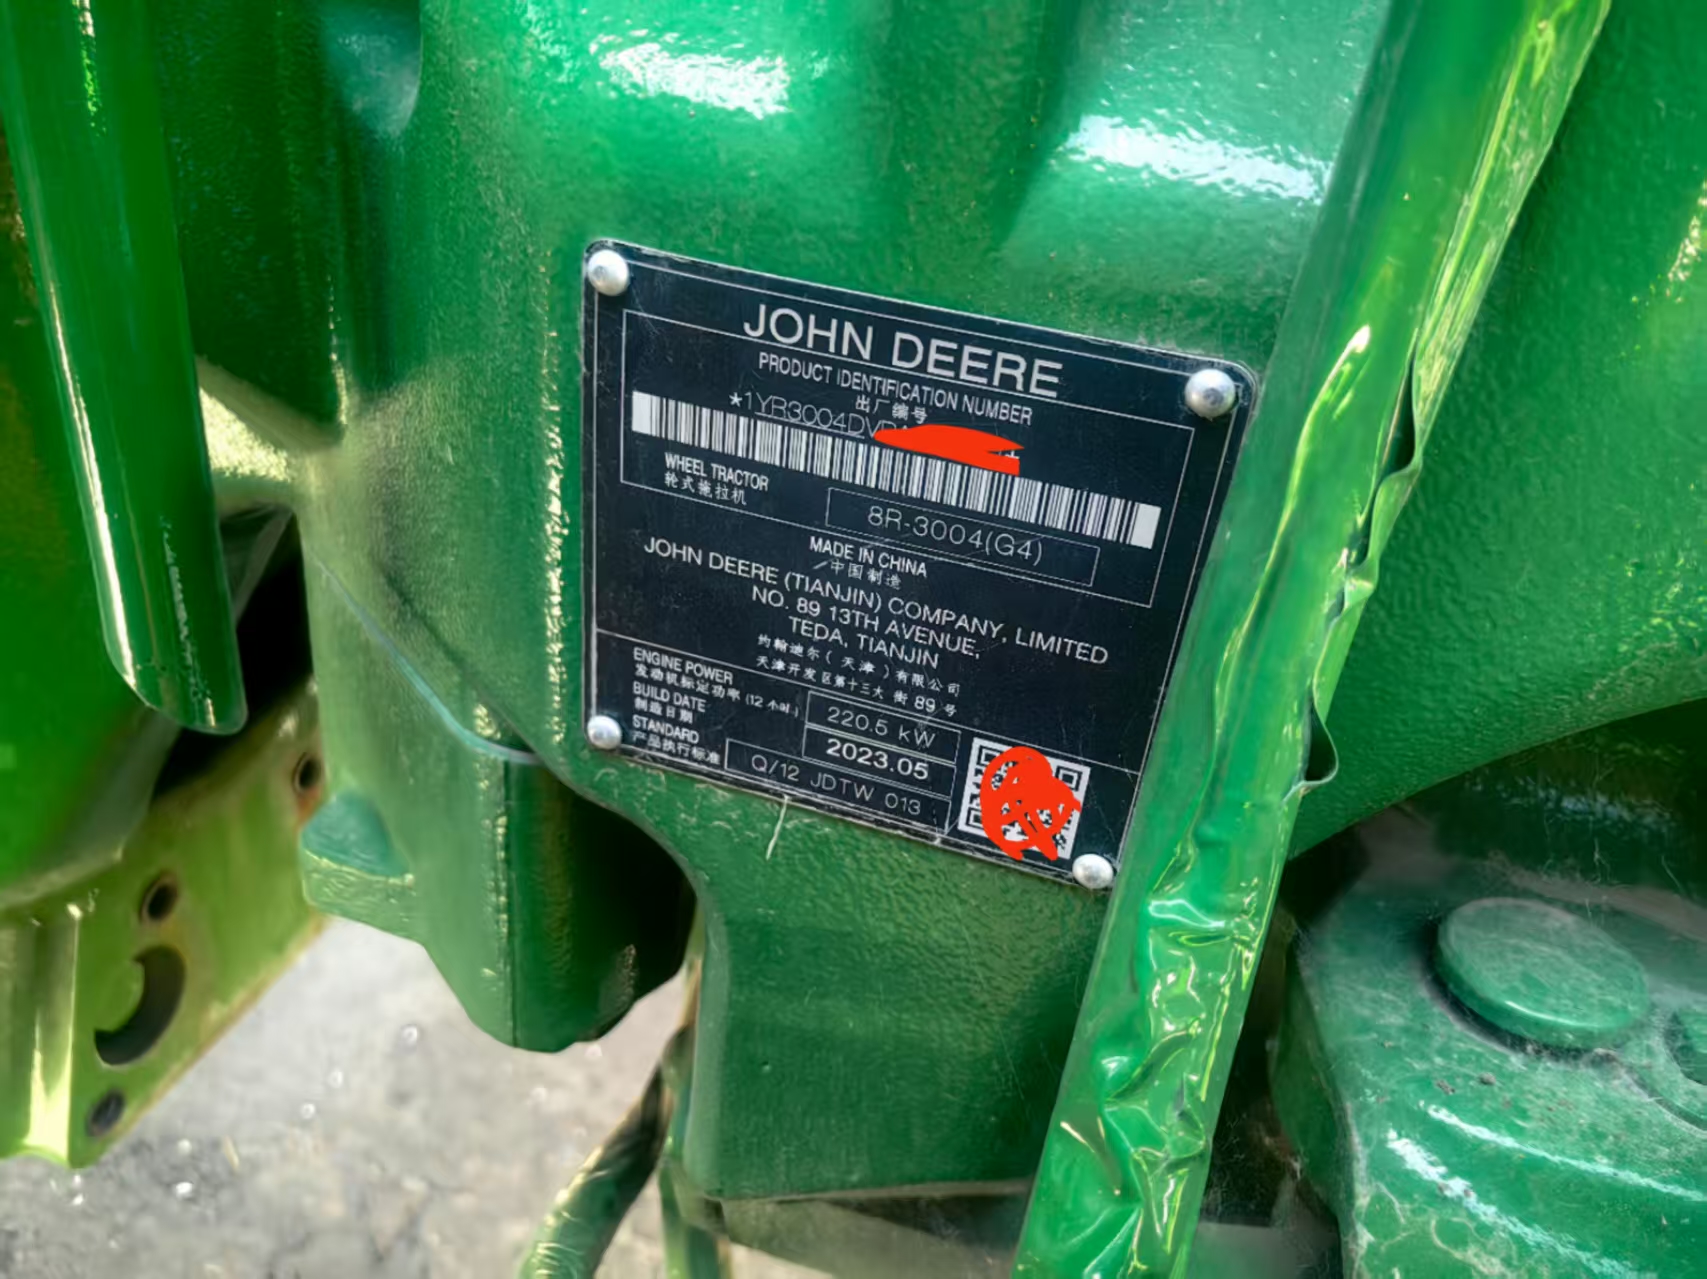 JOHN DEERE
PRODUCT IDENTIFICATION NUMBER
出厂编号
*1YR3004DV
WHEEL TRACTOR
轮式拖拉机
8R-3004(G4)
MADE IN CHINA
中国制造
JOHN DEERE (TIANJIN) COMPANY, LIMITED
NO. 89 13TH AVENUE,
TEDA, TIANJIN
约翰迪尔(天津)有限公司
天津开发区第十三大街89号
ENGINE POWER
发动机标定功率 (12小时)
220.5 kW
BUILD DATE
制造日期
2023.05
STANDARD
产品执行标准
Q/12 JDTW 013